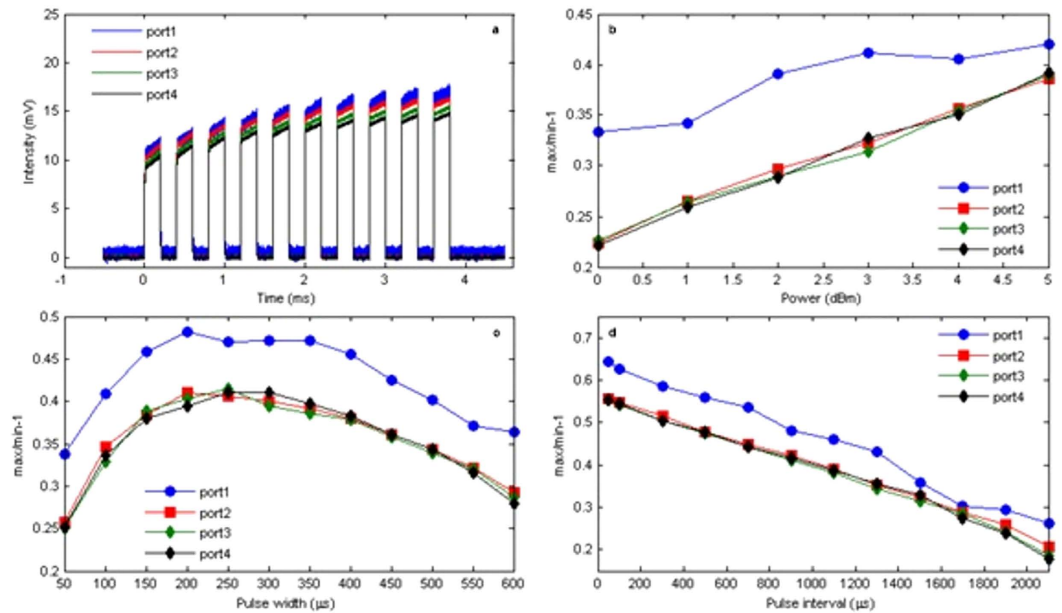 a
port1
port2
port3
port4
Intensity (mV)
25
20
15
10
5
0
-1 0 1 2 3 4
Time (ms)
b
max/min-1
0.45
0.4
0.35
0.3
0.25
0.2
port1
port2
port3
port4
0 0.5 1 1.5 2 2.5 3 3.5 4 4.5 5
Power (dBm)
c
max/min-1
0.5
0.45
0.4
0.35
0.3
0.25
0.2
port1
port2
port3
port4
50 100 150 200 250 300 350 400 450 500 550 600
Pulse width (µs)
d
max/min-1
0.7
0.6
0.5
0.4
0.3
0.2
port1
port2
port3
port4
0 200 400 600 800 1000 1200 1400 1600 1800 2000
Pulse interval (µs)